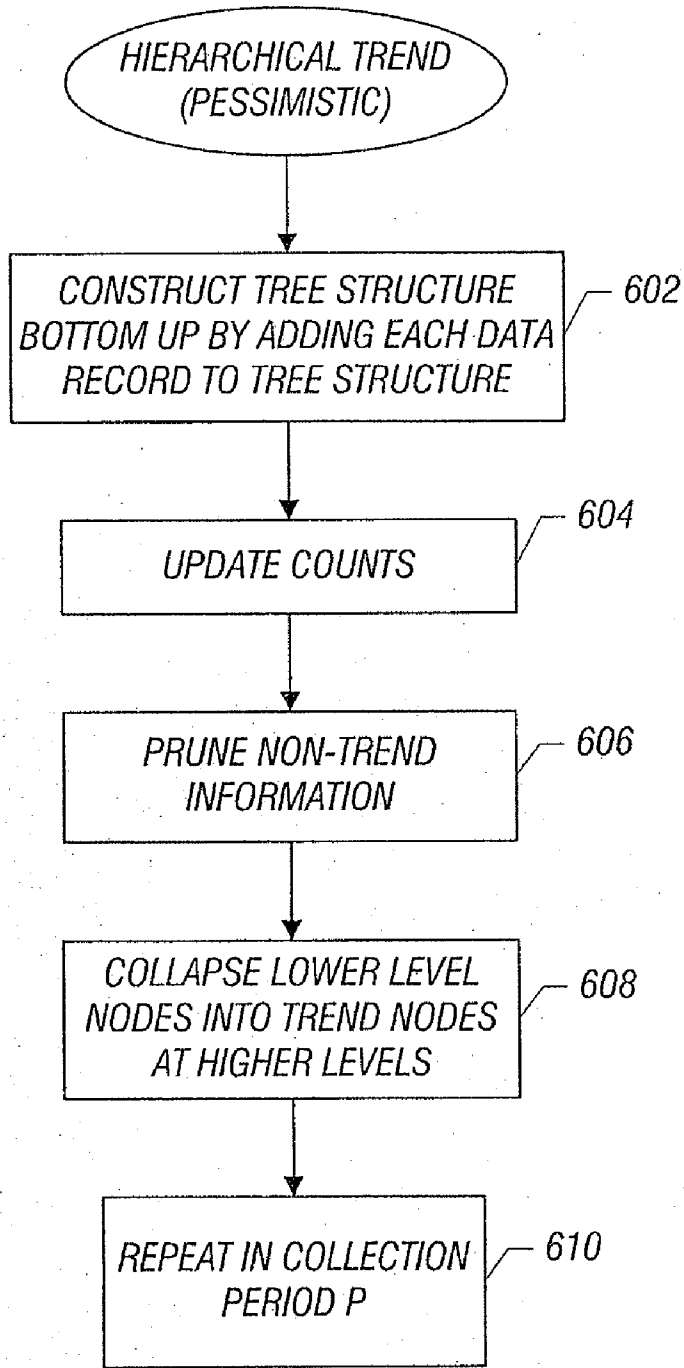 HIERARCHICAL TREND
(PESSIMISTIC)
CONSTRUCT TREE STRUCTURE
BOTTOM UP BY ADDING EACH DATA
RECORD TO TREE STRUCTURE
602
UPDATE COUNTS
604
PRUNE NON-TREND
INFORMATION
606
COLLAPSE LOWER LEVEL
NODES INTO TREND NODES
AT HIGHER LEVELS
608
REPEAT IN COLLECTION
PERIOD P
610